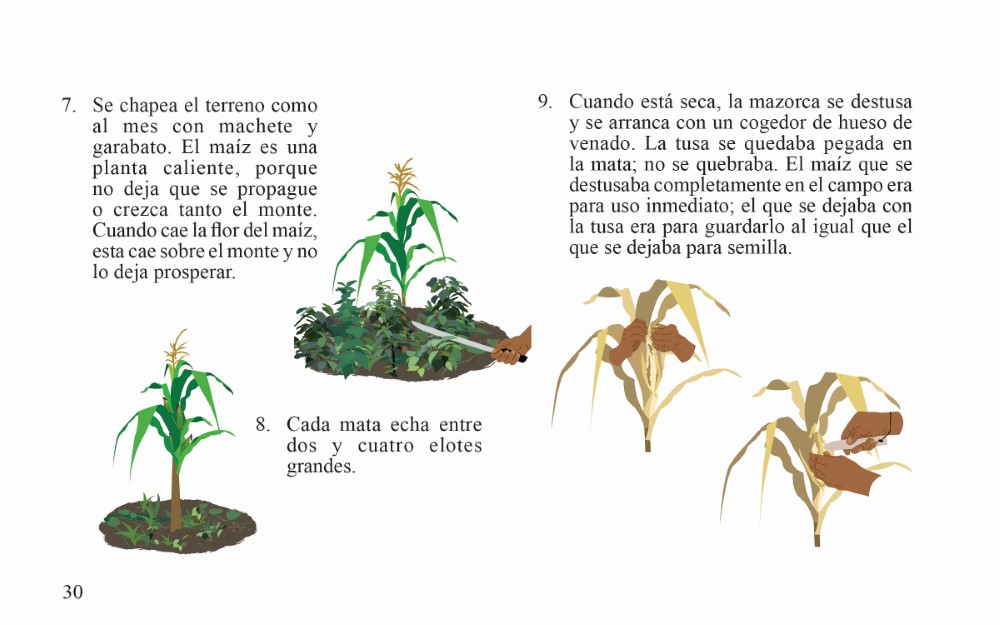 7. Se chapea el terreno como
al mes con machete y
garabato. El maíz es una
planta caliente, porque
no deja que se propague
o crezca tanto el monte.
Cuando cae la flor del maíz,
esta cae sobre el monte y no
lo deja prosperar.
8. Cada mata echa entre
dos y cuatro elotes
grandes.
9. Cuando está seca, la mazorca se destusa
y se arranca con un cogedor de hueso de
venado. La tusa se quedaba pegada en
la mata; no se quebraba. El maíz que se
destusaba completamente en el campo era
para uso inmediato; el que se dejaba con
la tusa era para guardarlo al igual que el
que se dejaba para semilla.
30